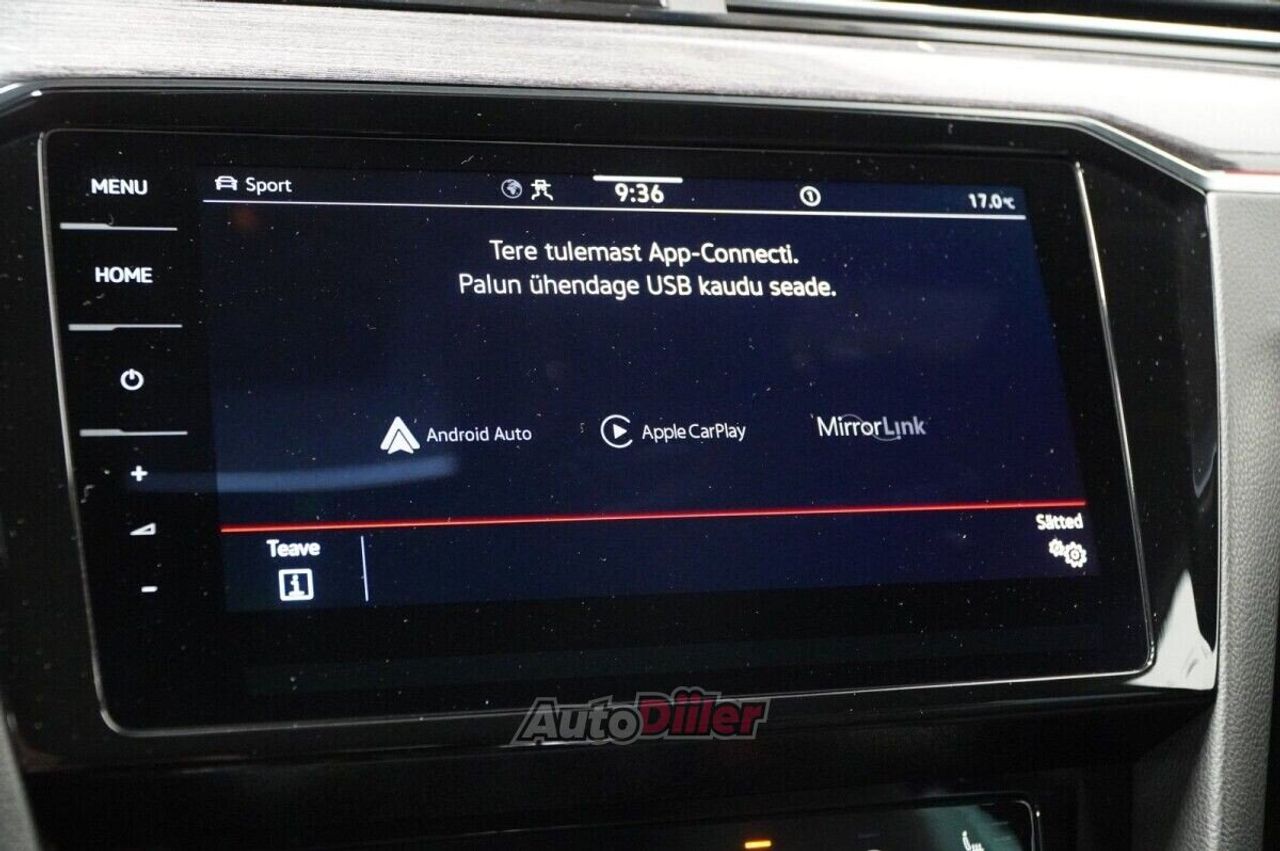 MENU
HOME
Sport 9:36 1 17.0°C
Tere tulemast App-Connecti.
Palun ühendage USB kaudu seade.
Android Auto Apple CarPlay MirrorLink
Teave
Sätted
AutoDiiler